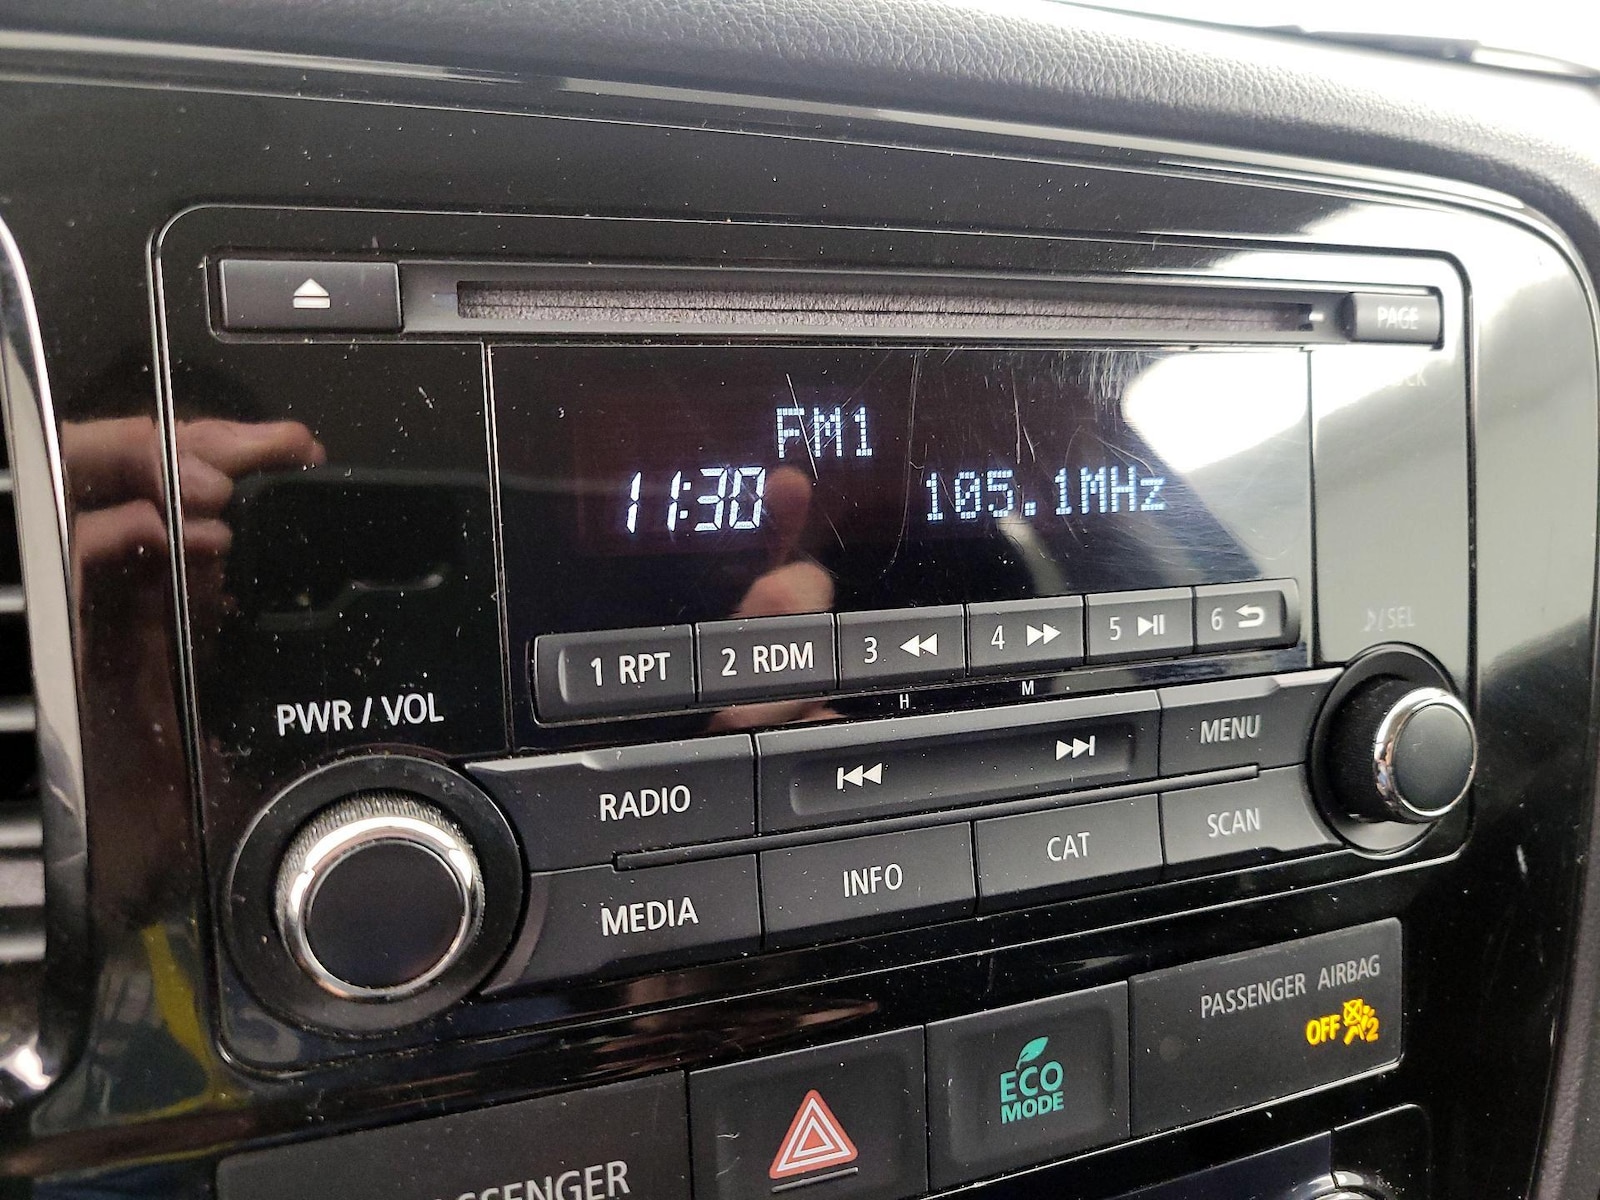 PAGE
FM1
11:30 105.1MHz
1 RPT 2 RDM 3 4 5 6
H M
♪/SEL
PWR / VOL
RADIO MENU
MEDIA INFO CAT SCAN
PASSENGER AIRBAG
OFF 2
ECO
MODE